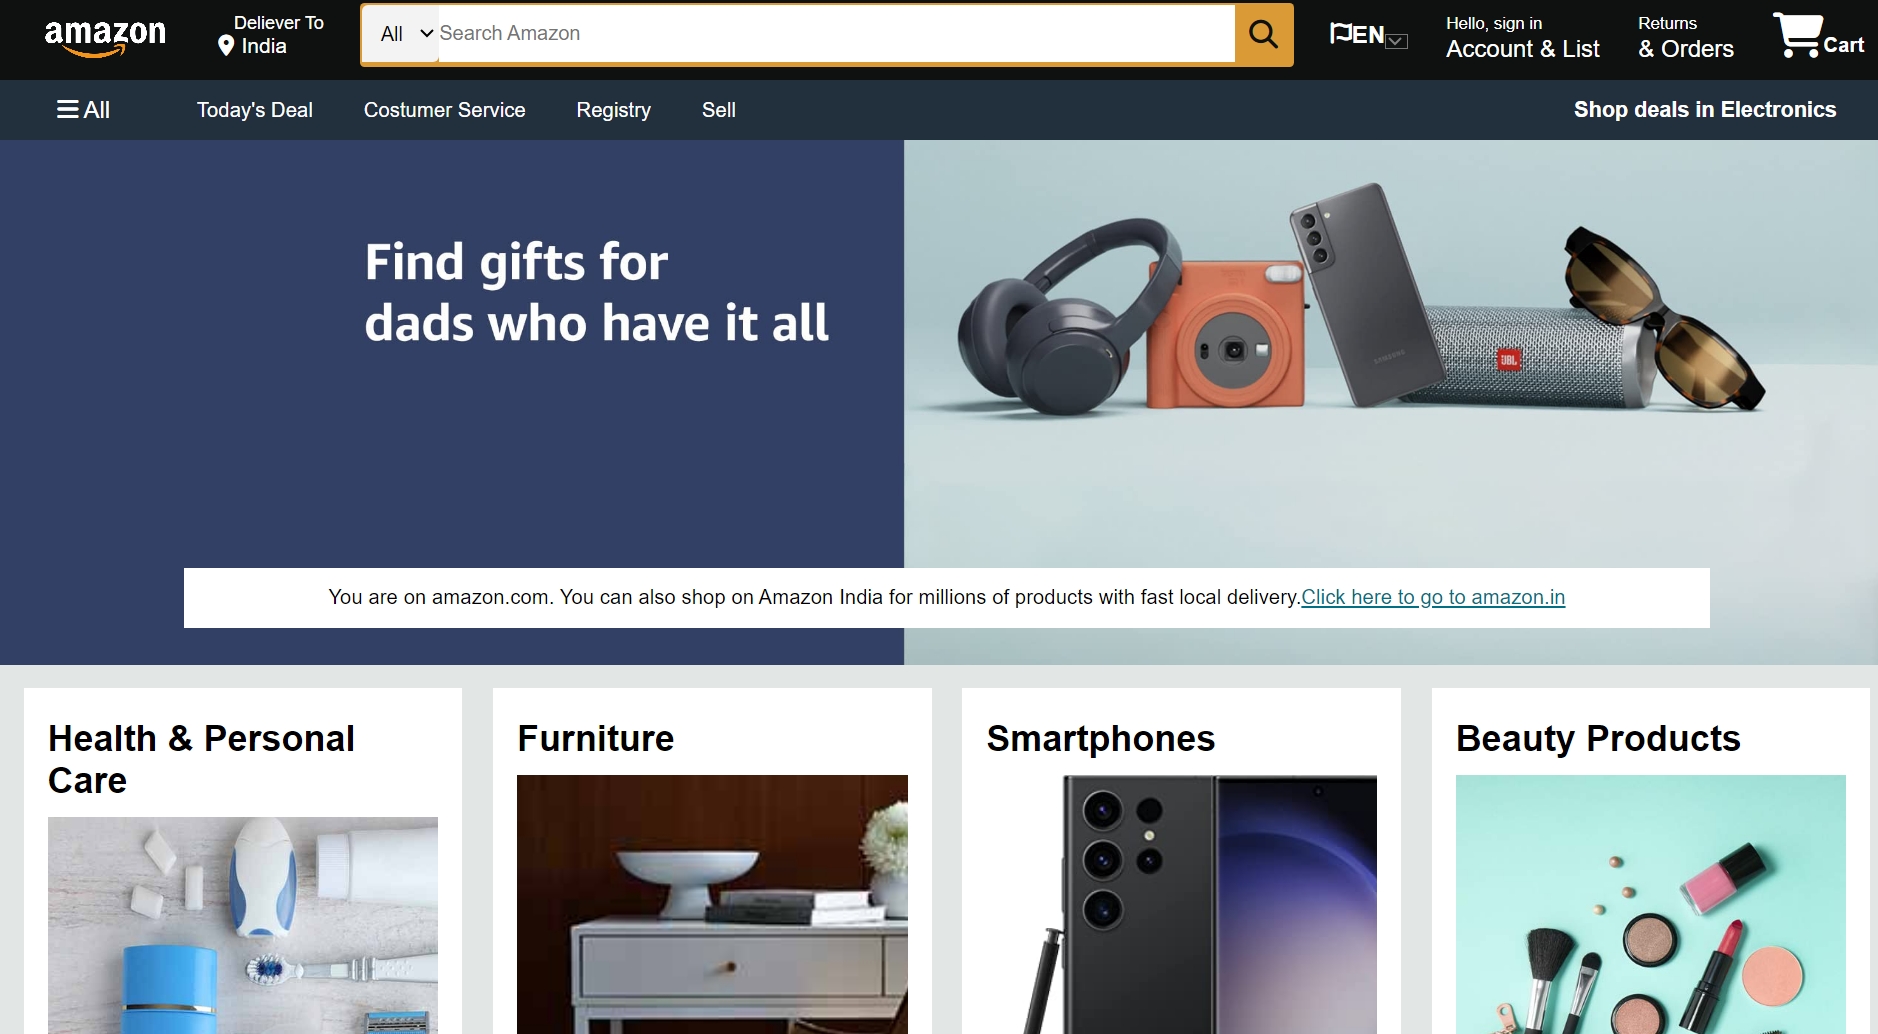 amazon
Deliever To
India
All
Search Amazon
EN
Hello, sign in
Account & List
Returns
& Orders
Cart
All
Today's Deal
Costumer Service
Registry
Sell
Shop deals in Electronics
Find gifts for
dads who have it all
SAMSUNG
JBL
You are on amazon.com. You can also shop on Amazon India for millions of products with fast local delivery.Click here to go to amazon.in
Health & Personal
Care
Furniture
Smartphones
Beauty Products